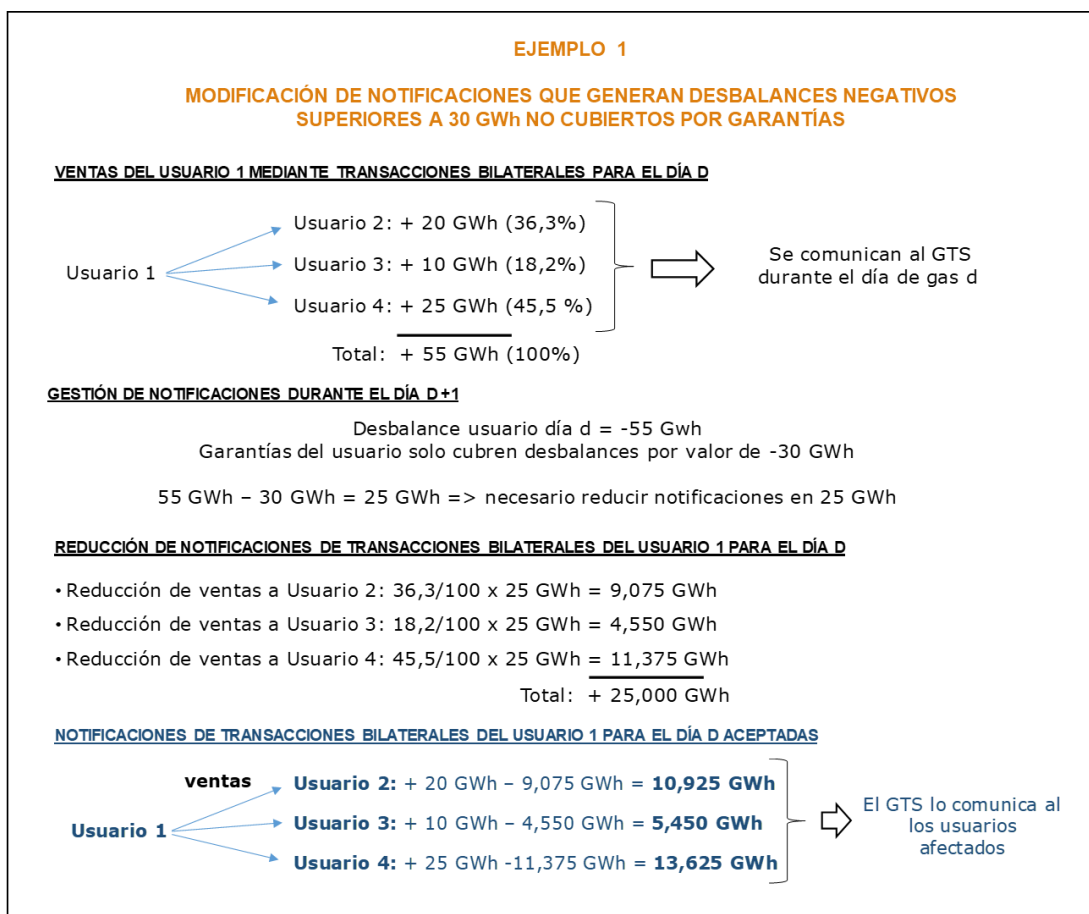 EJEMPLO 1
MODIFICACIÓN DE NOTIFICACIONES QUE GENERAN DESBALANCES NEGATIVOS
SUPERIORES A 30 GWh NO CUBIERTOS POR GARANTÍAS
VENTAS DEL USUARIO 1 MEDIANTE TRANSACCIONES BILATERALES PARA EL DÍA D
Usuario 1
Usuario 2: + 20 GWh (36,3%)
Usuario 3: + 10 GWh (18,2%)
Usuario 4: + 25 GWh (45,5 %)
Total: + 55 GWh (100%)
Se comunican al GTS
durante el día de gas d
GESTIÓN DE NOTIFICACIONES DURANTE EL DÍA D+1
Desbalance usuario día d = -55 Gwh
Garantías del usuario solo cubren desbalances por valor de -30 GWh
55 GWh – 30 GWh = 25 GWh => necesario reducir notificaciones en 25 GWh
REDUCCIÓN DE NOTIFICACIONES DE TRANSACCIONES BILATERALES DEL USUARIO 1 PARA EL DÍA D
• Reducción de ventas a Usuario 2: 36,3/100 x 25 GWh = 9,075 GWh
• Reducción de ventas a Usuario 3: 18,2/100 x 25 GWh = 4,550 GWh
• Reducción de ventas a Usuario 4: 45,5/100 x 25 GWh = 11,375 GWh
Total: + 25,000 GWh
NOTIFICACIONES DE TRANSACCIONES BILATERALES DEL USUARIO 1 PARA EL DÍA D ACEPTADAS
ventas
Usuario 1
Usuario 2: + 20 GWh – 9,075 GWh = 10,925 GWh
Usuario 3: + 10 GWh – 4,550 GWh = 5,450 GWh
Usuario 4: + 25 GWh -11,375 GWh = 13,625 GWh
El GTS lo comunica al
los usuarios
afectados